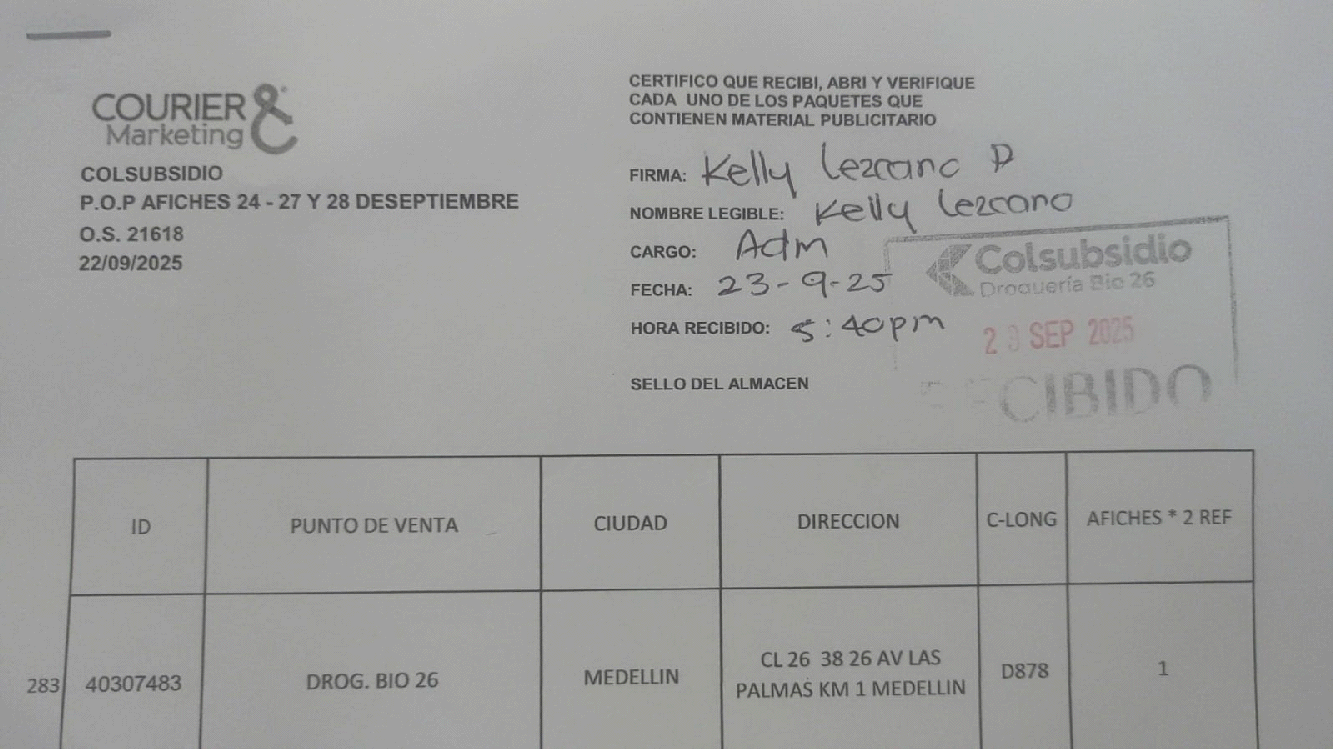 COURIER &
Marketing
COLSUBSIDIO
P.O.P AFICHES 24 - 27 Y 28 DESEPTIEMBRE
O.S. 21618
22/09/2025
CERTIFICO QUE RECIBI, ABRI Y VERIFIQUE
CADA UNO DE LOS PAQUETES QUE
CONTIENEN MATERIAL PUBLICITARIO
FIRMA: Kelly Lezcano P
NOMBRE LEGIBLE: Kelly Lezcano
CARGO: Adm
FECHA: 23-9-25
HORA RECIBIDO: 5:40pm
SELLO DEL ALMACEN
Colsubsidio
Droguería Bio 26
SEP 2025
RECIBIDO
ID PUNTO DE VENTA CIUDAD DIRECCION C-LONG AFICHES * 2 REF
283 40307483 DROG. BIO 26 MEDELLIN CL 26 38 26 AV LAS
PALMAS KM 1 MEDELLIN D878 1